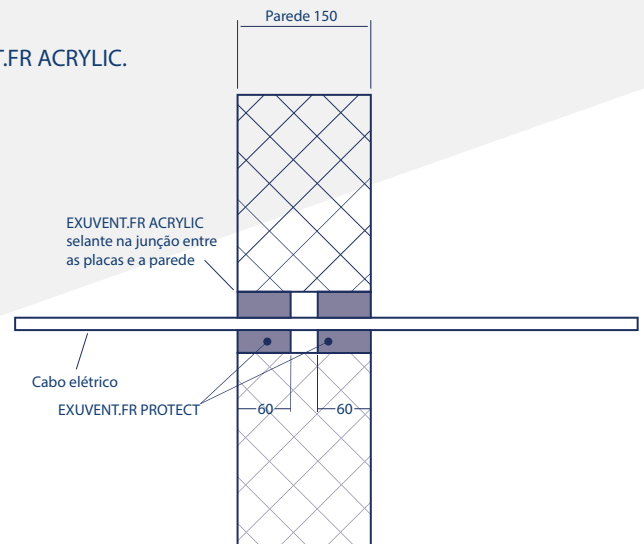 Parede 150
T.FR ACRYLIC.
EXUVENT.FR ACRYLIC
selante na junção entre
as placas e a parede
Cabo elétrico
EXUVENT.FR PROTECT
60
60